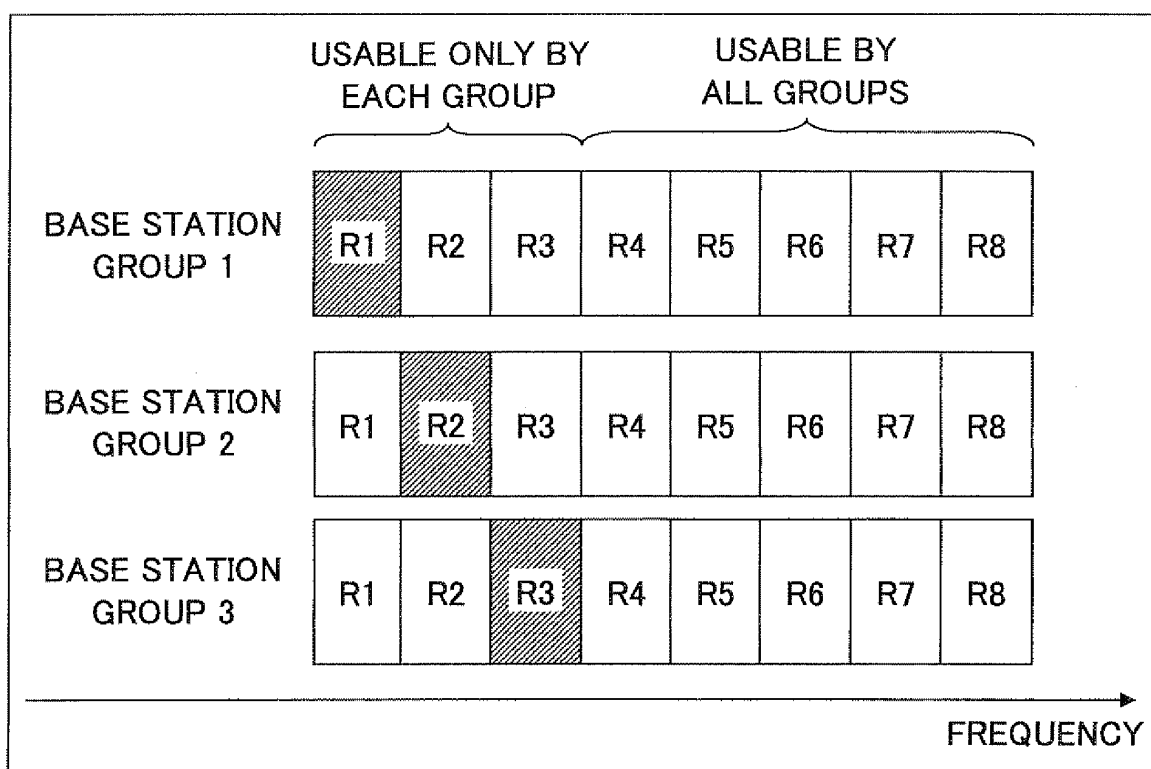 USABLE ONLY BY
EACH GROUP
USABLE BY
ALL GROUPS
BASE STATION
GROUP 1
R1 R2 R3 R4 R5 R6 R7 R8
BASE STATION
GROUP 2
R1 R2 R3 R4 R5 R6 R7 R8
BASE STATION
GROUP 3
R1 R2 R3 R4 R5 R6 R7 R8
FREQUENCY